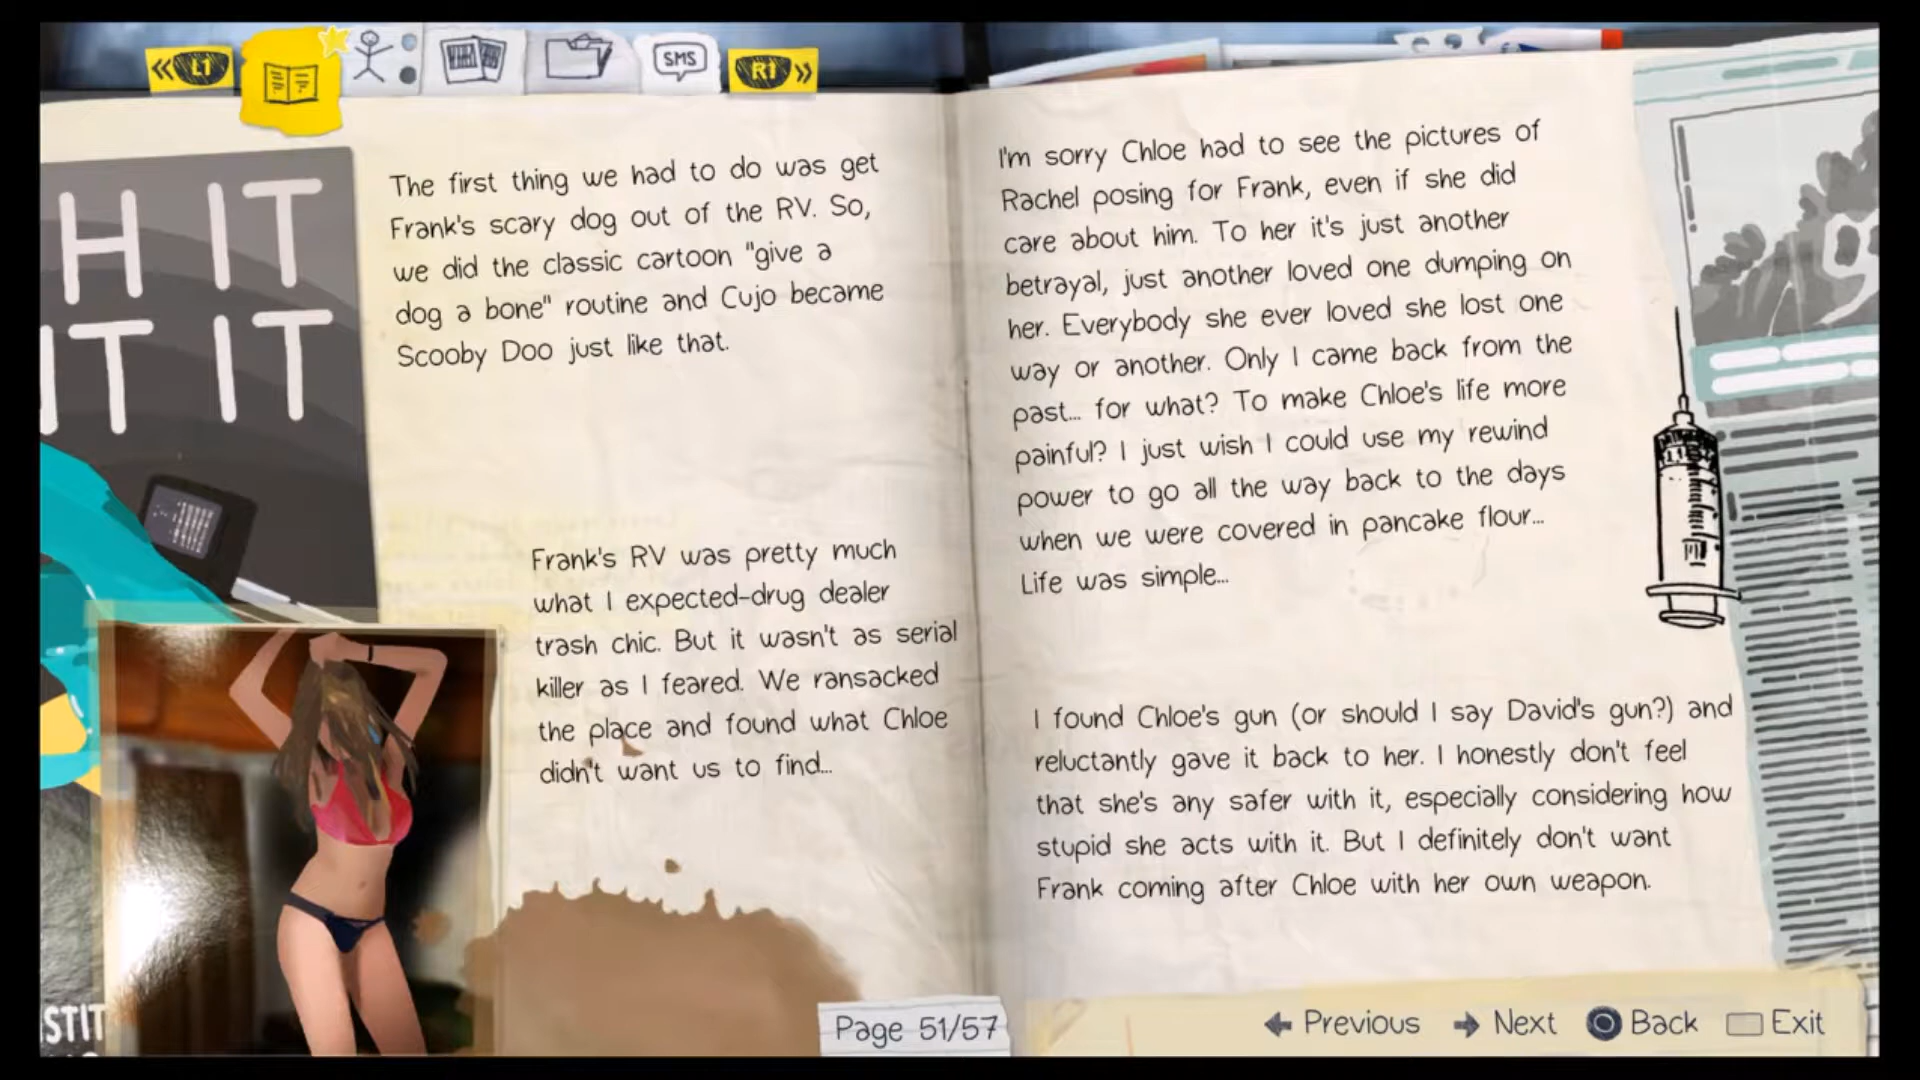 L1
SMS
R1
H IT
IT IT
The first thing we had to do was get
Frank's scary dog out of the RV. So,
we did the classic cartoon "give a
dog a bone" routine and Cujo became
Scooby Doo just like that.
Frank's RV was pretty much
what I expected-drug dealer
trash chic. But it wasn't as serial
killer as I feared. We ransacked
the place and found what Chloe
didn't want us to find...
STIT
I'm sorry Chloe had to see the pictures of
Rachel posing for Frank, even if she did
care about him. To her it's just another
betrayal, just another loved one dumping on
her. Everybody she ever loved she lost one
way or another. Only I came back from the
past... for what? To make Chloe's life more
painful? I just wish I could use my rewind
power to go all the way back to the days
when we were covered in pancake flour...
Life was simple...
I found Chloe's gun (or should I say David's gun?) and
reluctantly gave it back to her. I honestly don't feel
that she's any safer with it, especially considering how
stupid she acts with it. But I definitely don't want
Frank coming after Chloe with her own weapon.
Page 51/57
Previous Next Back Exit